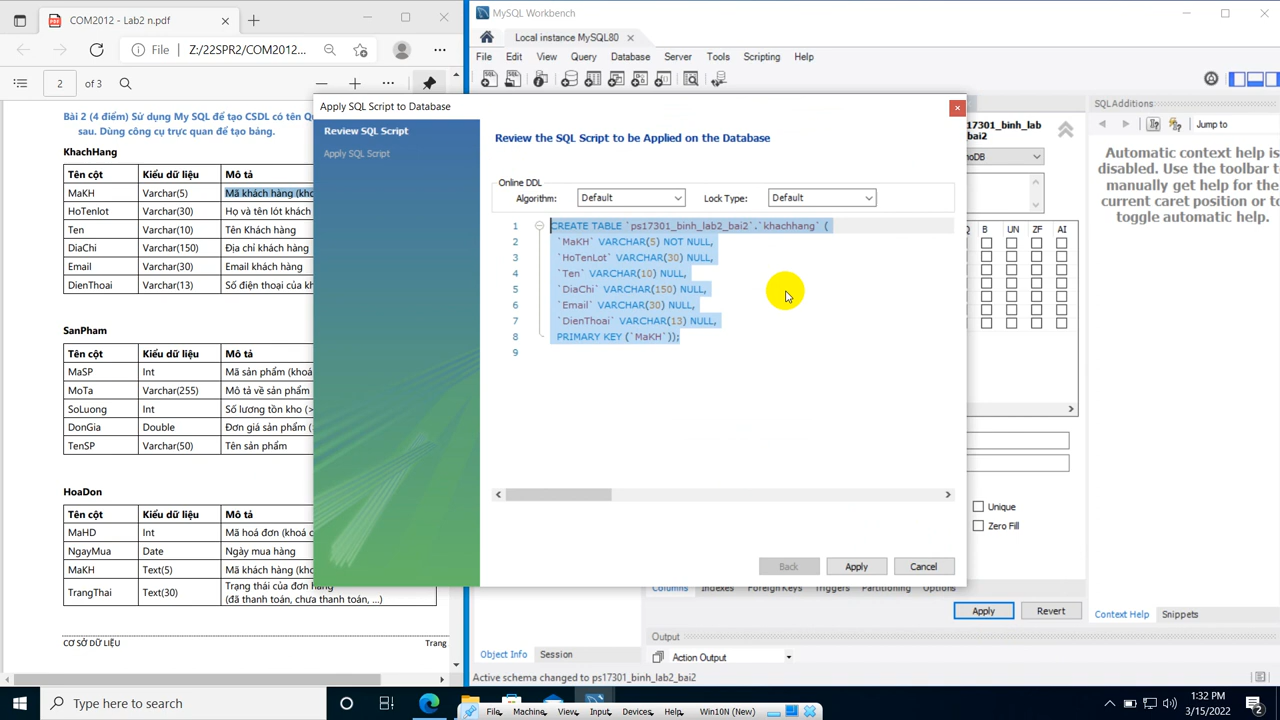 COM2012 - Lab2 n.pdf
File
Z:/22SPR2/COM2012...
2
of 3
Bài 2 (4 điểm) Sử dụng My SQL để tạo CSDL có tên Q
sau. Dùng công cụ trực quan để tạo bảng.
KhachHang
Tên cột Kiểu dữ liệu Mô tả
MaKH Varchar(5) Mã khách hàng (kho
HoTenlot Varchar(30) Họ và tên lót khách
Ten Varchar(10) Tên Khách hàng
DiaChi Varchar(150) Địa chỉ khách hàng
Email Varchar(30) Email khách hàng
DienThoai Varchar(13) Số điện thoại của khá
SanPham
Tên cột Kiểu dữ liệu Mô tả
MaSP Int Mã sản phẩm (khoá
MoTa Varchar(255) Mô tả về sản phẩm
SoLuong Int Số lương tồn kho (>
DonGia Double Đơn giá sản phẩm (
TenSP Varchar(50) Tên sản phẩm
HoaDon
Tên cột Kiểu dữ liệu Mô tả
MaHD Int Mã hoá đơn (khoá c
NgayMua Date Ngày mua hàng
MaKH Text(5) Mã khách hàng (kho
TrangThai Text(30) Trạng thái của đơn hàng
(đã thanh toán, chưa thanh toán, ...)
CƠ SỞ DỮ LIỆU Trang
MySQL Workbench
Local instance MySQL80
File Edit View Query Database Server Tools Scripting Help
Apply SQL Script to Database
Review SQL Script
Apply SQL Script
Review the SQL Script to be Applied on the Database
Online DDL
Algorithm: Default Lock Type: Default
1 CREATE TABLE `ps17301_binh_lab2_bai2`.`khachhang` (
2 `MaKH` VARCHAR(5) NOT NULL,
3 `HoTenLot` VARCHAR(30) NULL,
4 `Ten` VARCHAR(10) NULL,
5 `DiaChi` VARCHAR(150) NULL,
6 `Email` VARCHAR(30) NULL,
7 `DienThoai` VARCHAR(13) NULL,
8 PRIMARY KEY (`MaKH`));
9
Back Apply Cancel
17301_binh_lab
bai2
oDB
Q B UN ZF AI
Unique
Zero Fill
SQL Additions
Jump to
Automatic context help is
disabled. Use the toolbar to
manually get help for the
current caret position or to
toggle automatic help.
Columns Indexes Foreign Keys Triggers Partitioning Options
Apply Revert
Context Help Snippets
Output
Action Output
Object Info Session
Active schema changed to ps17301_binh_lab2_bai2
Type here to search
1:32 PM
3/15/2022
2
File Machine View Input Devices Help Win10N (New)